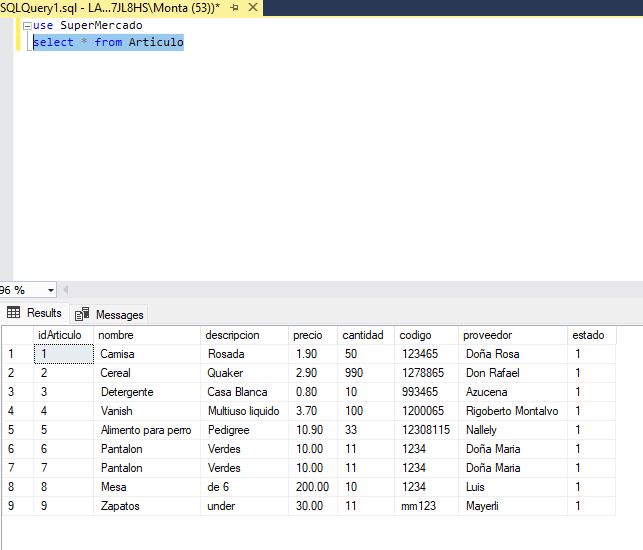 SQLQuery1.sql - LA...7JL8HS\Monta (53))*
use SuperMercado
select * from Articulo
96 %
Results Messages
idArticulo nombre descripcion precio cantidad codigo proveedor estado
1 1 Camisa Rosada 1.90 50 123465 Doña Rosa 1
2 2 Cereal Quaker 2.90 990 1278865 Don Rafael 1
3 3 Detergente Casa Blanca 0.80 10 993465 Azucena 1
4 4 Vanish Multiuso liquido 3.70 100 1200065 Rigoberto Montalvo 1
5 5 Alimento para perro Pedigree 10.90 33 12308115 Nallely 1
6 6 Pantalon Verdes 10.00 11 1234 Doña Maria 1
7 7 Pantalon Verdes 10.00 11 1234 Doña Maria 1
8 8 Mesa de 6 200.00 10 1234 Luis 1
9 9 Zapatos under 30.00 11 mm123 Mayerli 1